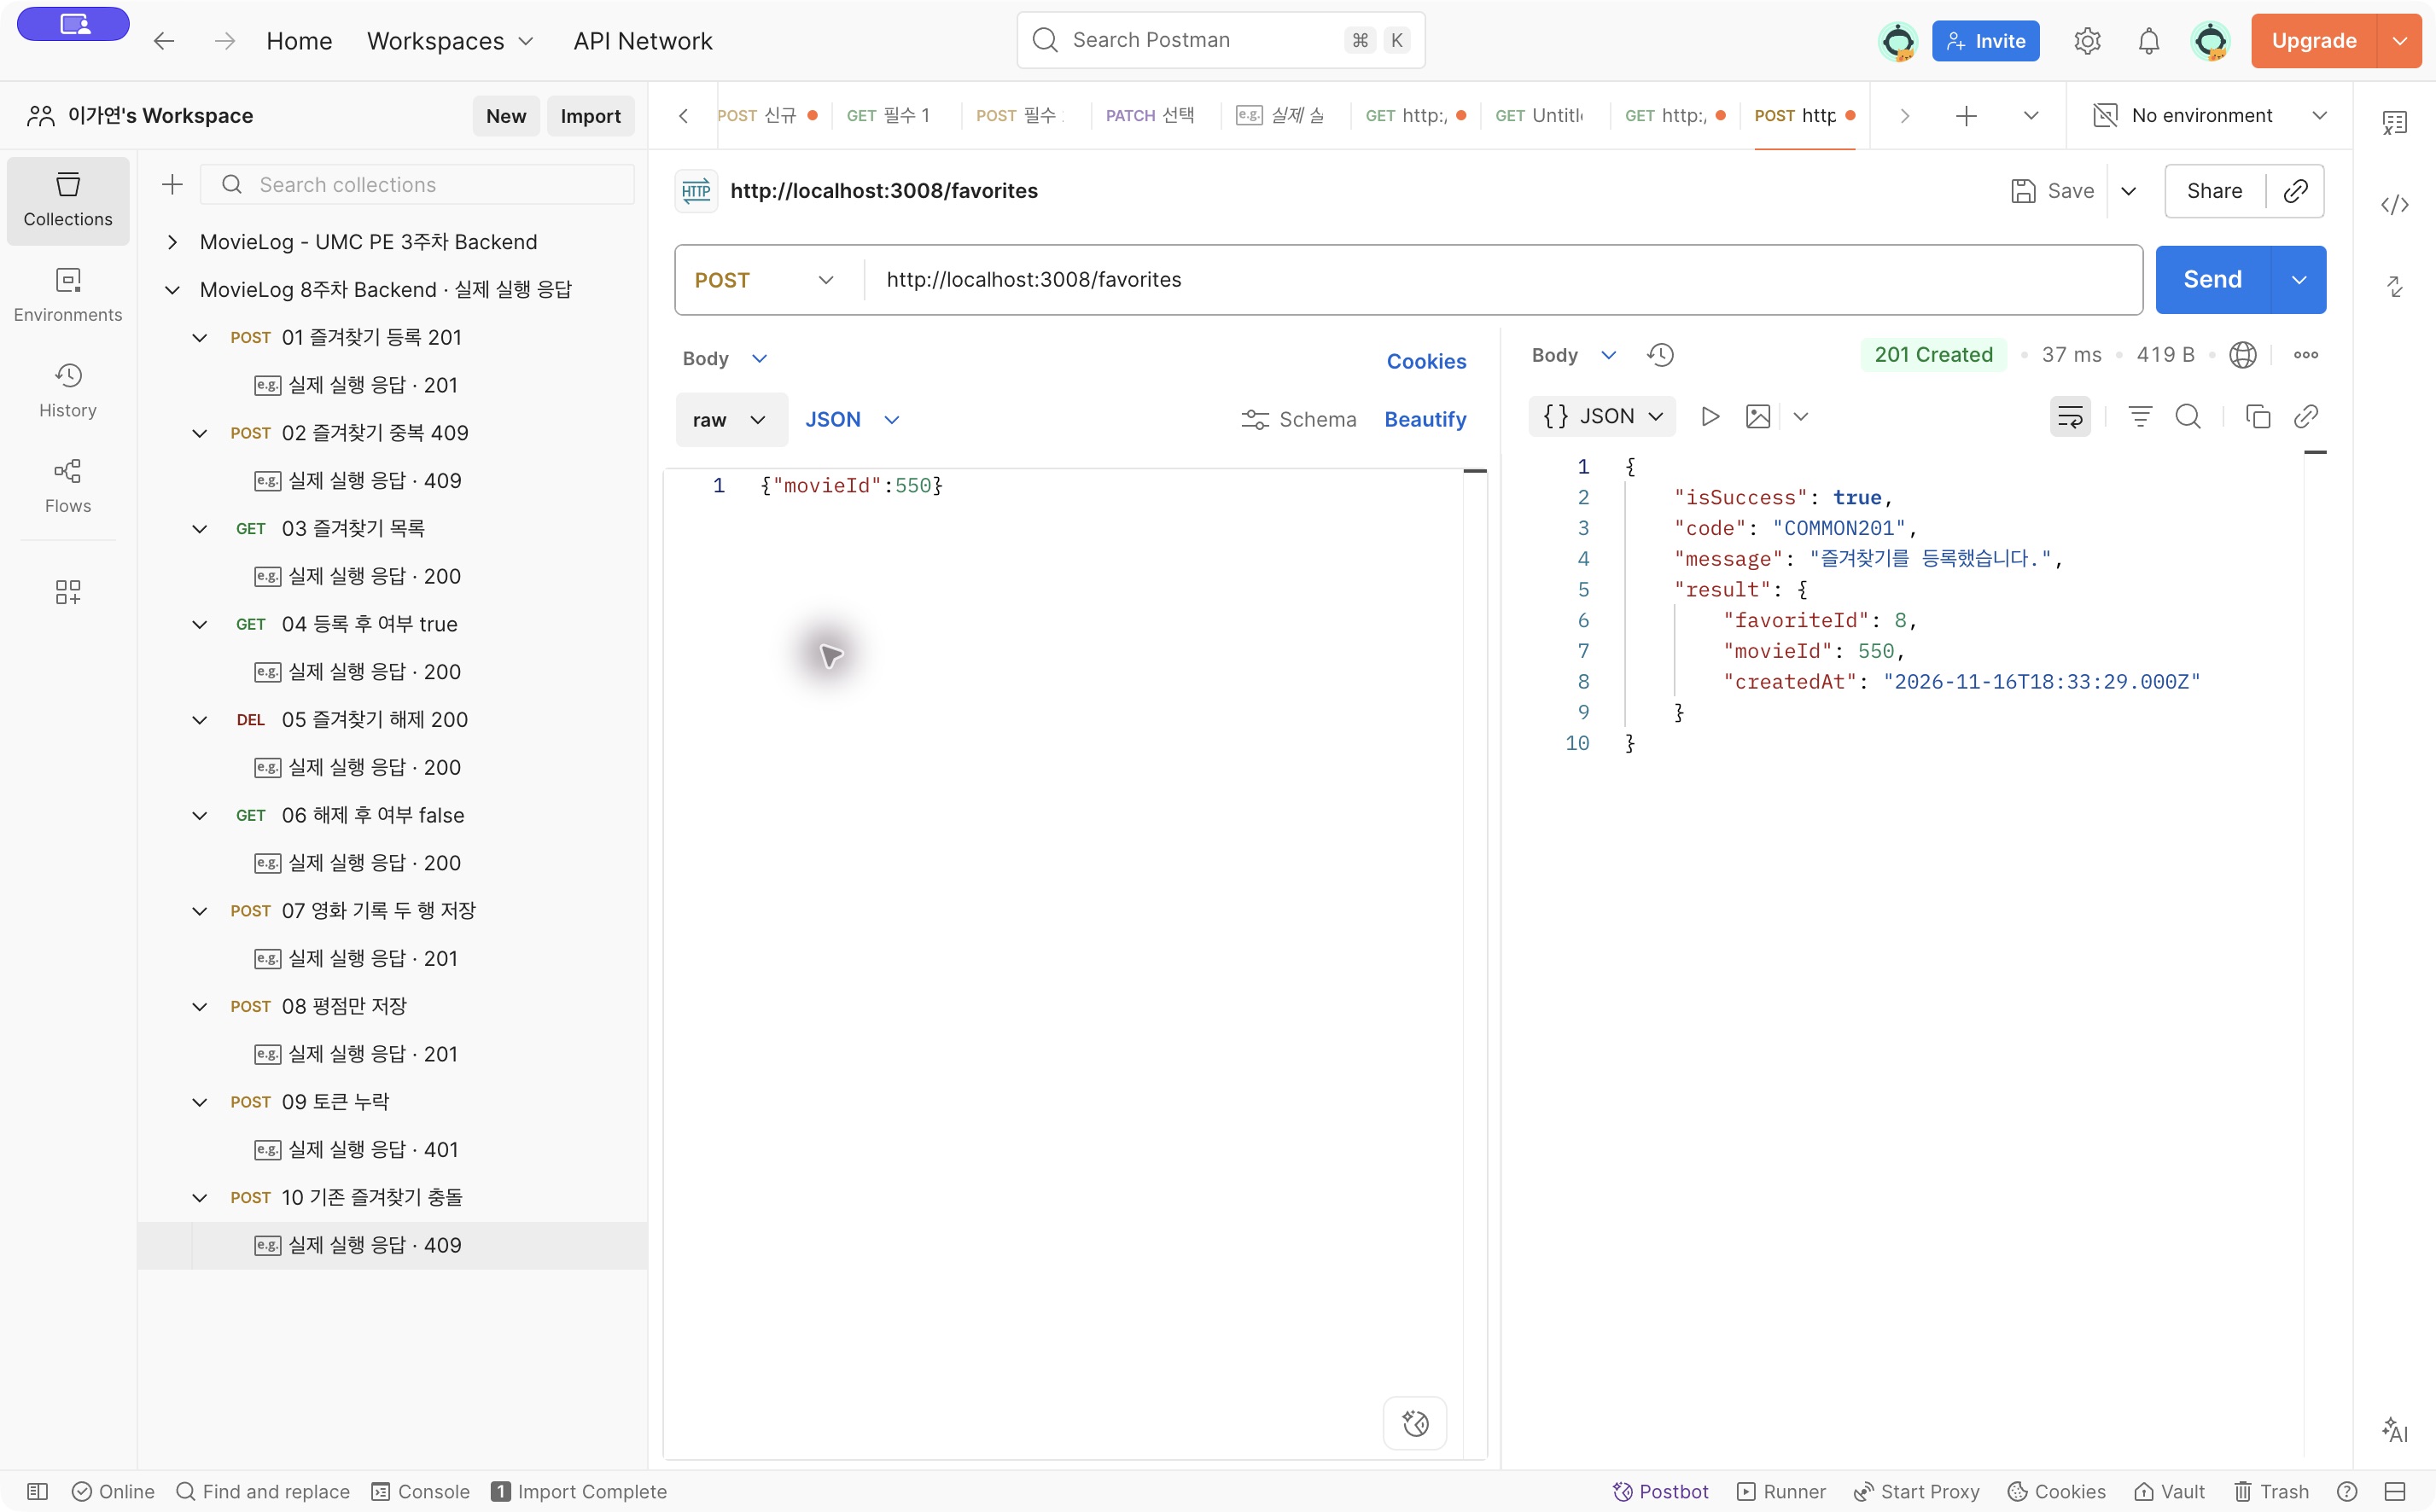 Home
Workspaces
API Network
Search Postman
⌘ K
Invite
Upgrade
이가연's Workspace
New
Import
POST 신규
GET 필수 1
POST 필수
PATCH 선택
e.g. 실제 실
GET http:/
GET Untitl
GET http:/
POST http
No environment
Collections
Environments
History
Flows
Search collections
MovieLog - UMC PE 3주차 Backend
MovieLog 8주차 Backend · 실제 실행 응답
POST 01 즐겨찾기 등록 201
e.g. 실제 실행 응답 · 201
POST 02 즐겨찾기 중복 409
e.g. 실제 실행 응답 · 409
GET 03 즐겨찾기 목록
e.g. 실제 실행 응답 · 200
GET 04 등록 후 여부 true
e.g. 실제 실행 응답 · 200
DEL 05 즐겨찾기 해제 200
e.g. 실제 실행 응답 · 200
GET 06 해제 후 여부 false
e.g. 실제 실행 응답 · 200
POST 07 영화 기록 두 행 저장
e.g. 실제 실행 응답 · 201
POST 08 평점만 저장
e.g. 실제 실행 응답 · 201
POST 09 토큰 누락
e.g. 실제 실행 응답 · 401
POST 10 기존 즐겨찾기 충돌
e.g. 실제 실행 응답 · 409
HTTP http://localhost:3008/favorites
Save
Share
POST http://localhost:3008/favorites
Send
Body
Cookies
raw
JSON
Schema
Beautify
1 {"movieId":550}
Body
201 Created • 37 ms • 419 B
{} JSON
1 {
2 "isSuccess": true,
3 "code": "COMMON201",
4 "message": "즐겨찾기를 등록했습니다.",
5 "result": {
6 "favoriteId": 8,
7 "movieId": 550,
8 "createdAt": "2026-11-16T18:33:29.000Z"
9 }
10 }
AI
Online
Find and replace
Console
1 Import Complete
Postbot
Runner
Start Proxy
Cookies
Vault
Trash